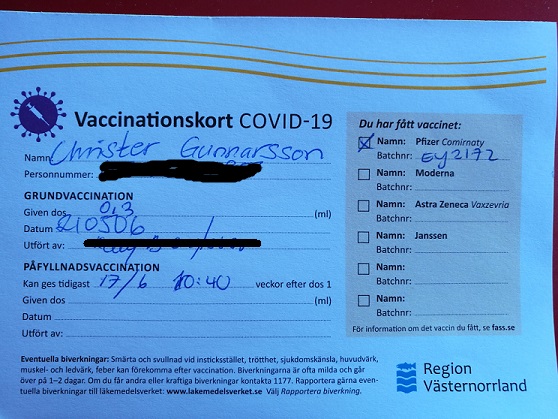 Vaccinationskort COVID-19
Namn Christer Gunnarsson
Personnummer:
GRUNDVACCINATION
Given dos 0,3 (ml)
Datum 210506
Utfört av:
PÅFYLLNADSVACCINATION
Kan ges tidigast 17/6 10:40 veckor efter dos 1
Given dos (ml)
Datum
Utfört av:
Du har fått vaccinet:
Namn: Pfizer Comirnaty
Batchnr: EY2172
Namn: Moderna
Batchnr:
Namn: Astra Zeneca Vaxzevria
Batchnr:
Namn: Janssen
Batchnr:
Namn:
Batchnr:
Namn:
Batchnr:
För information om det vaccin du fått, se fass.se
Eventuella biverkningar: Smärta och svullnad vid insticksstället, trötthet, sjukdomskänsla, huvudvärk,
muskel- och ledvärk, feber kan förekomma efter vaccination. Biverkningarna är ofta milda och går
över på 1–2 dagar. Om du får andra eller kraftiga biverkningar kontakta 1177. Rapportera gärna even-
tuella biverkningar till läkemedelsverket: www.lakemedelsverket.se Välj Rapportera biverkning.
Region
Västernorrland